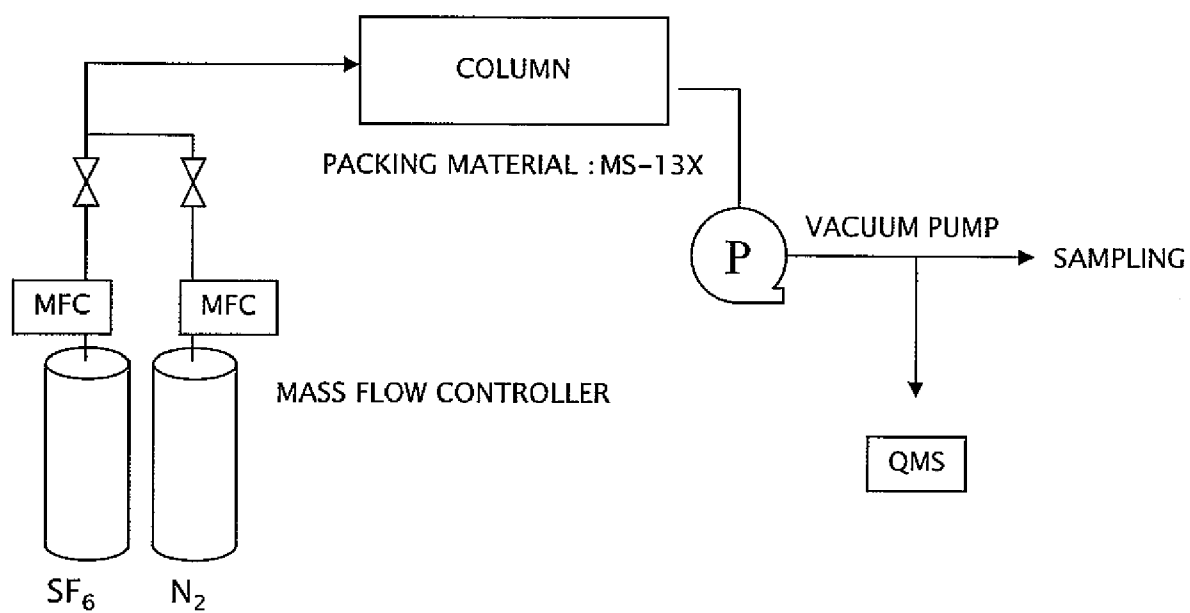 COLUMN
PACKING MATERIAL : MS-13X
P
VACUUM PUMP
SAMPLING
MFC
MFC
MASS FLOW CONTROLLER
QMS
SF₆
N₂